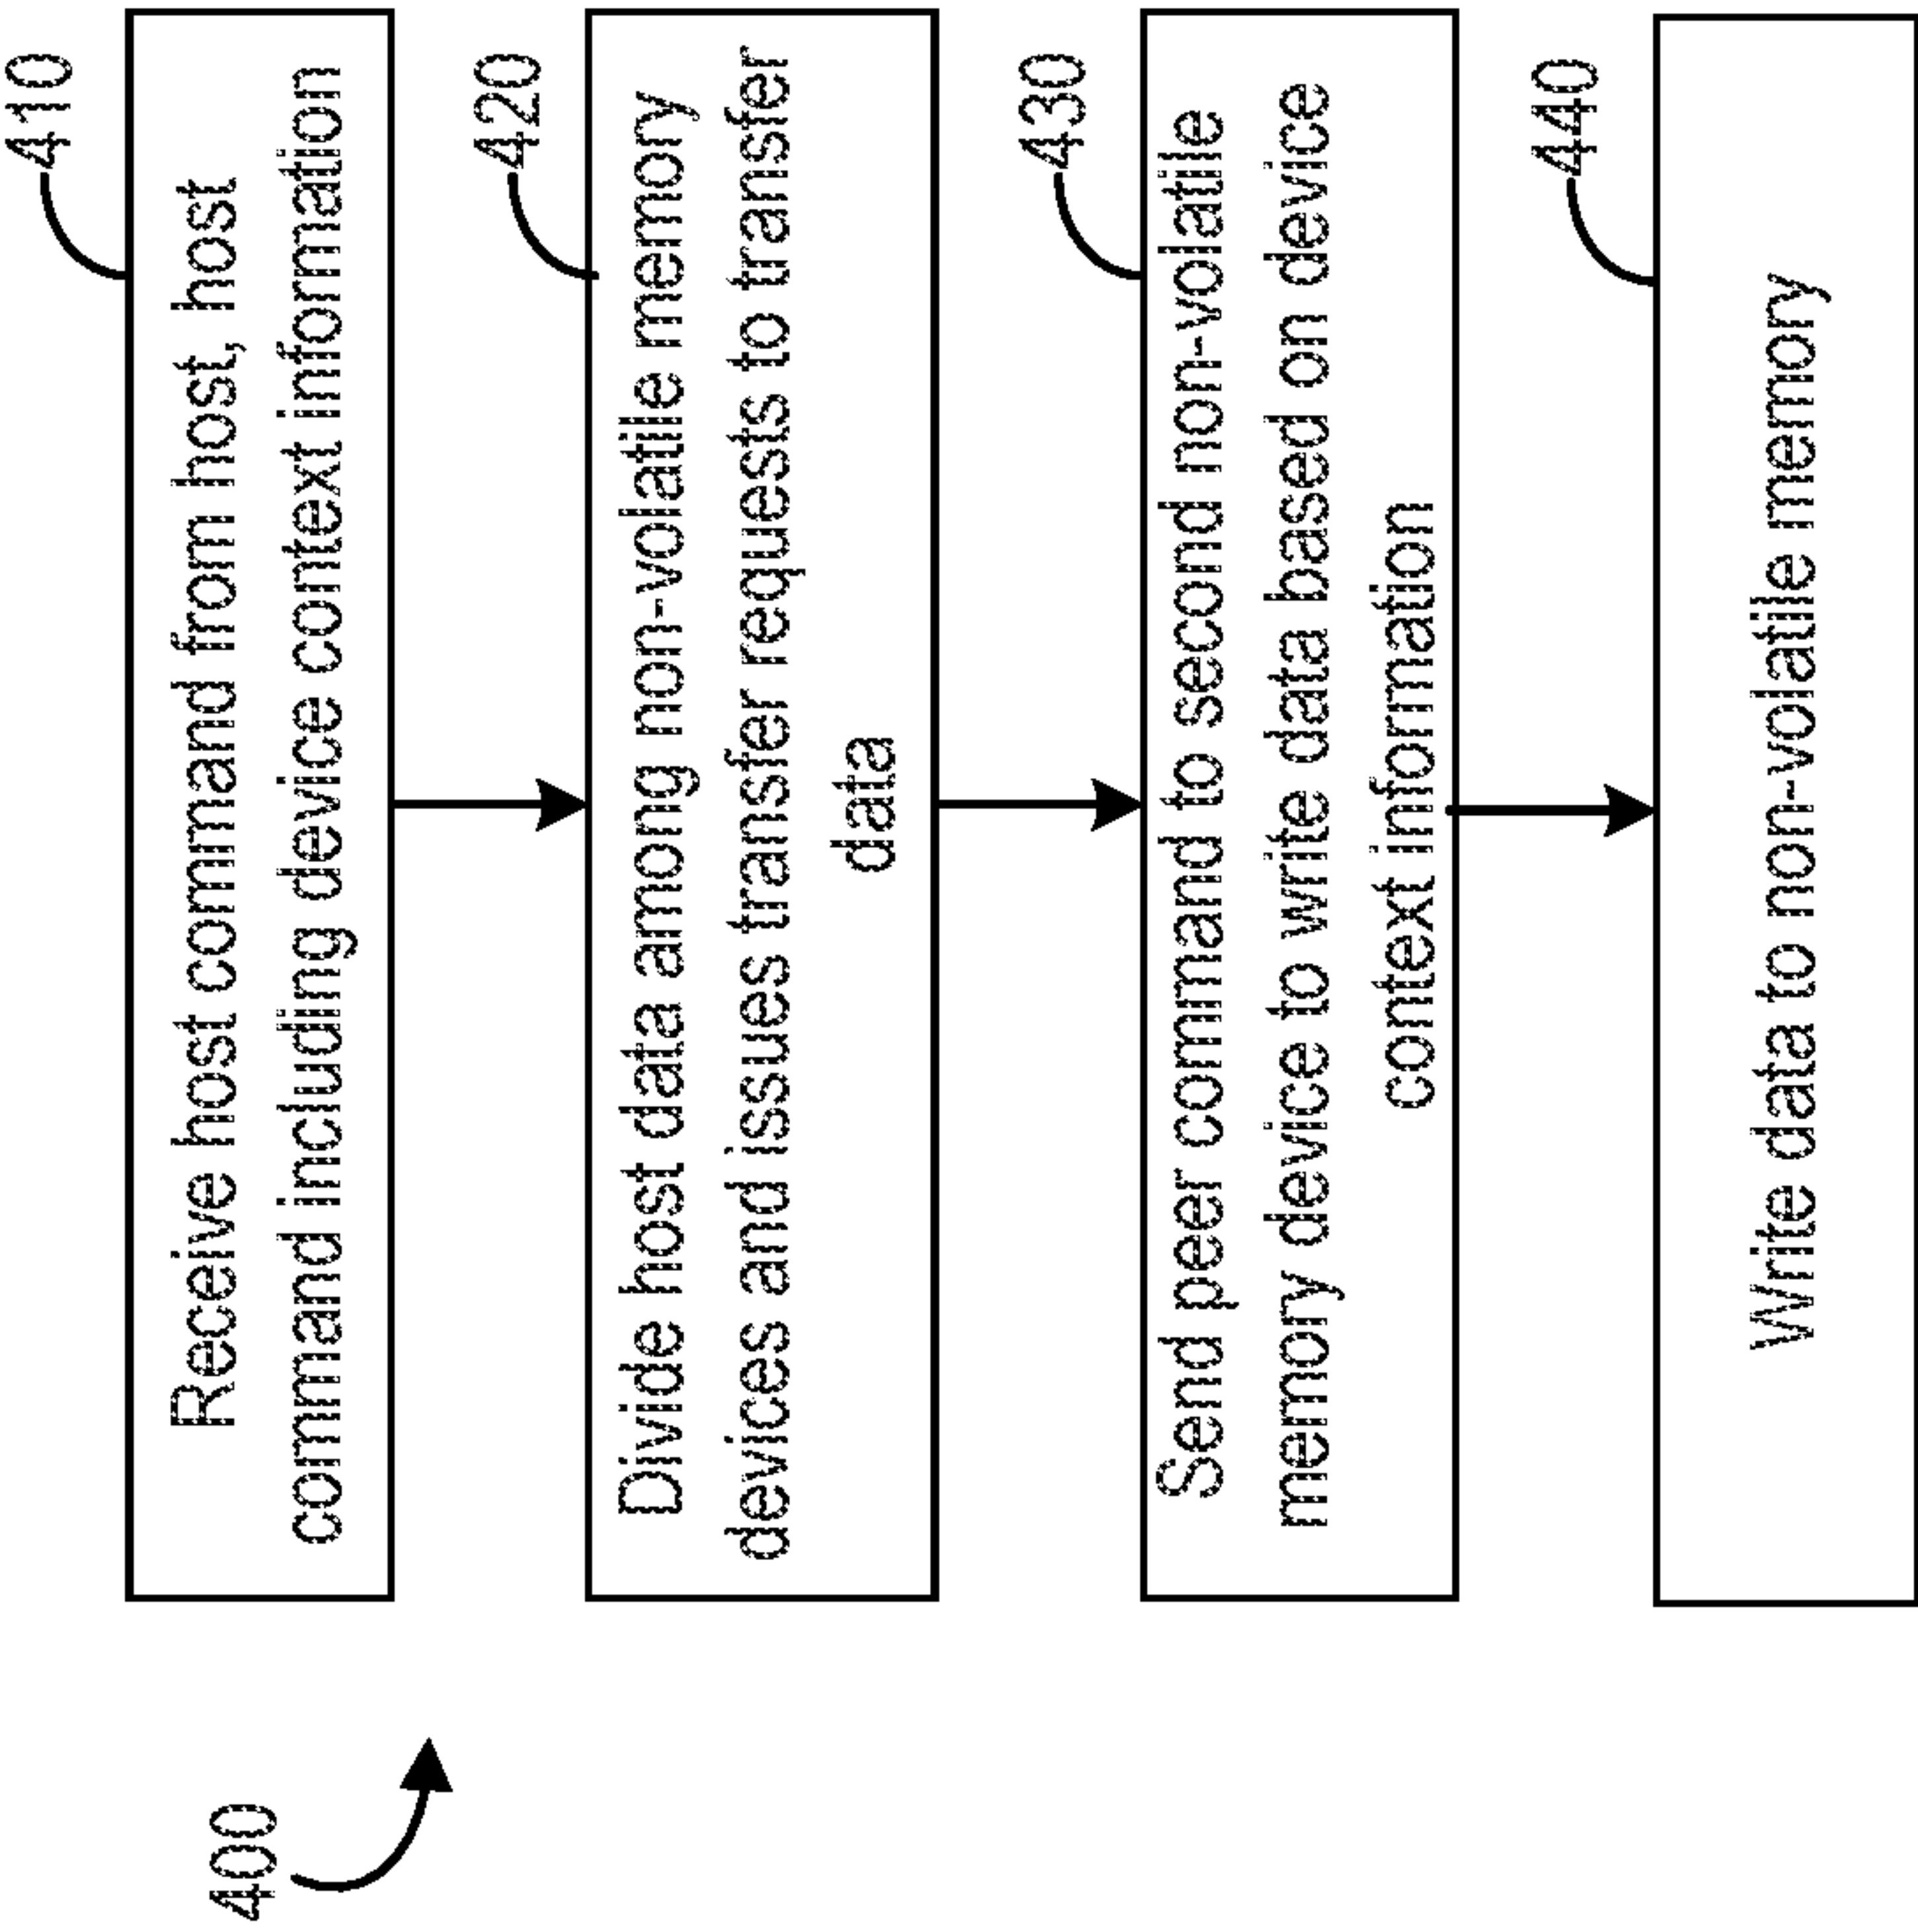 400
410
Receive host command from host, host
command including device context information
420
Divide host data among non-volatile memory
devices and issues transfer requests to transfer
data
430
Send peer command to second non-volatile
memory device to write data based on device
context information
440
Write data to non-volatile memory